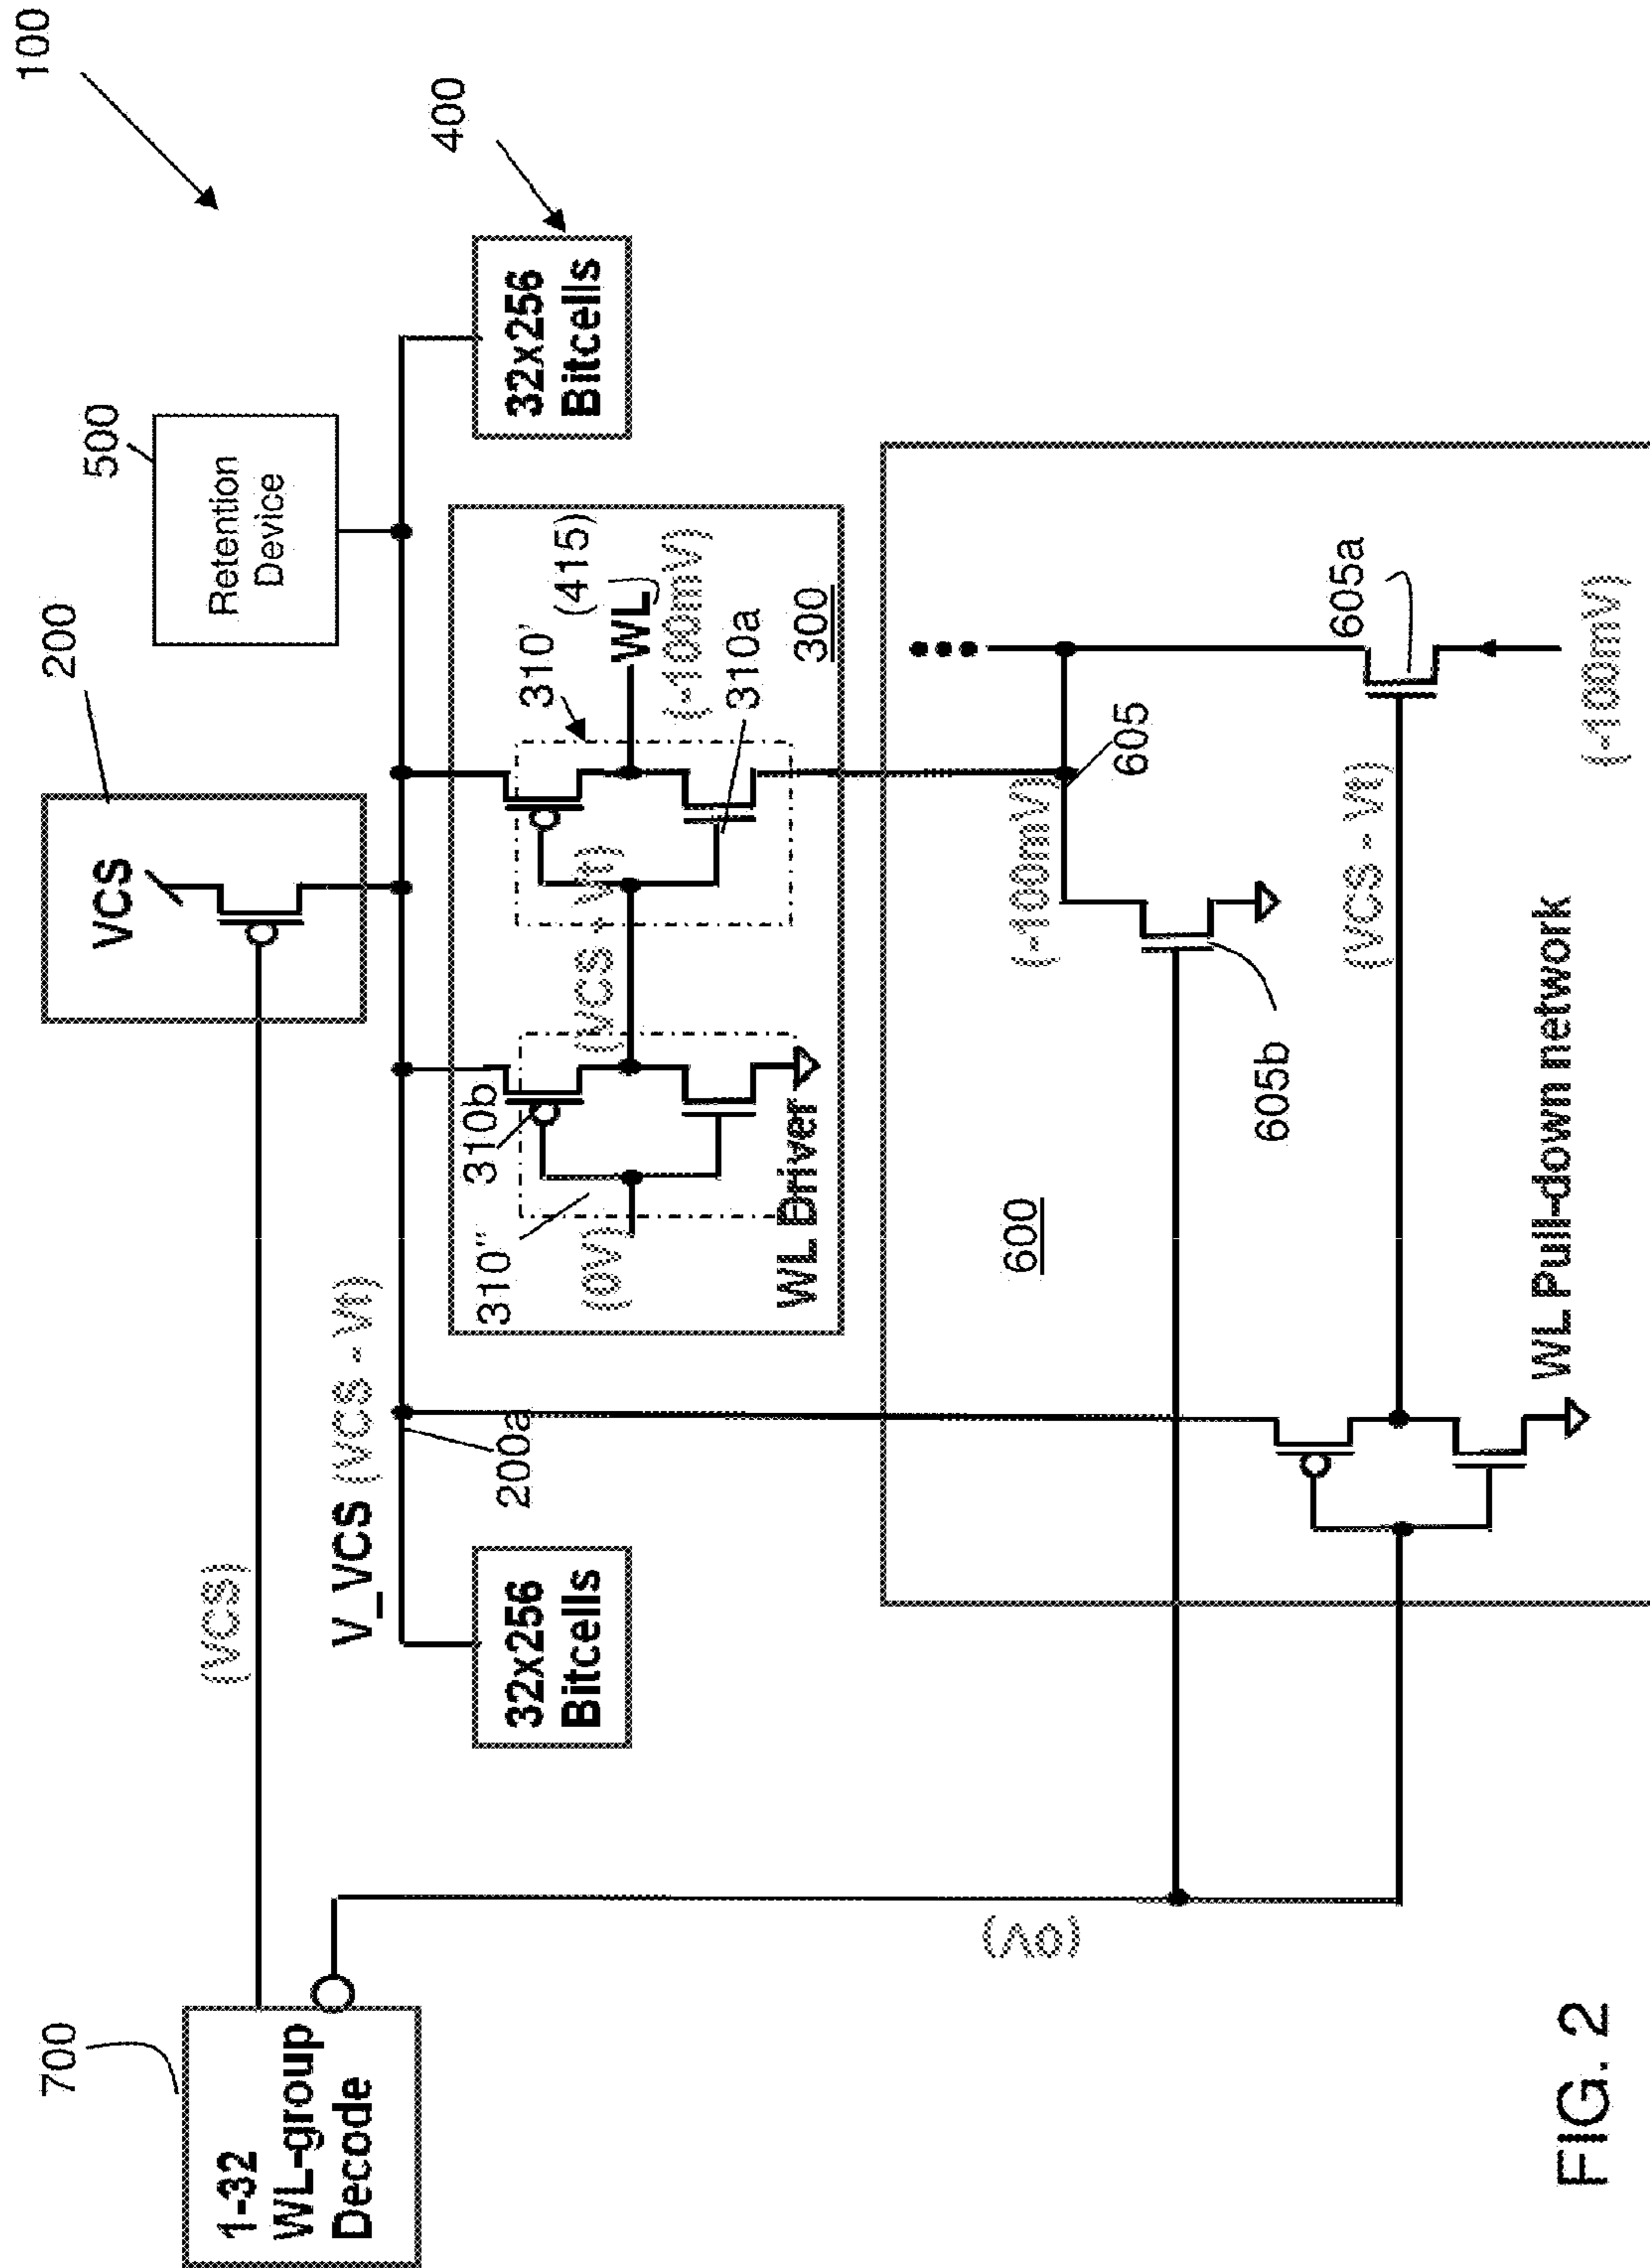 100
700
200
500
400
1-32
WL-group
Decode
(VCS)
VCS
Retention
Device
V_VCS (VCS - Vt)
200a
32x256
Bitcells
32x256
Bitcells
310"
310b
310'
(0V)
(VCS - Vt)
WL
(415)
(-100mV)
310a
WL Driver
300
(0V)
600
(-100mV)
605
605b
(VCS - Vt)
605a
(-100mV)
WL Pull-down network
FIG. 2